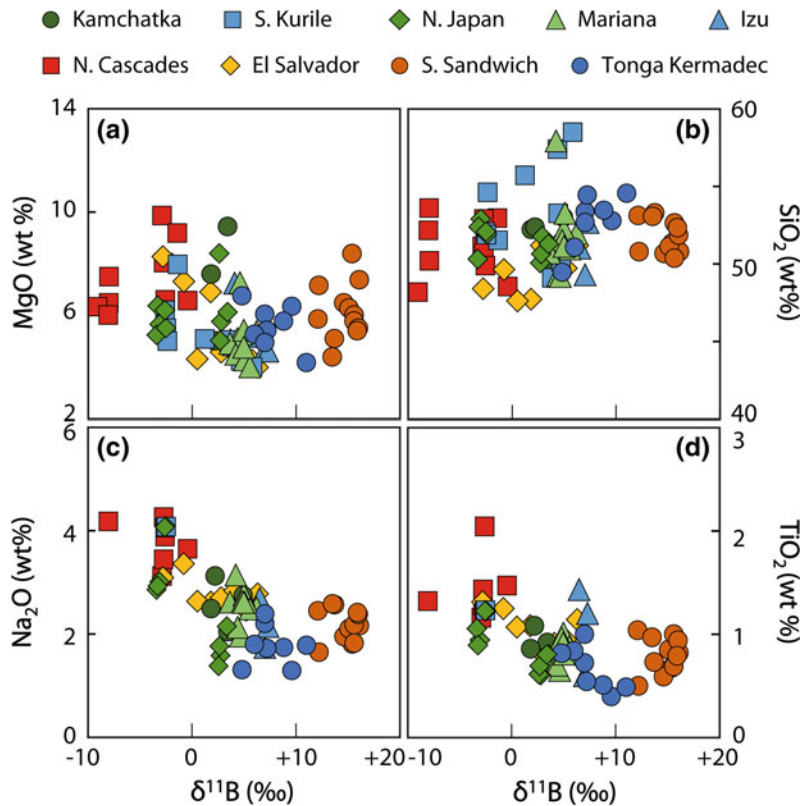 Kamchatka S. Kurile N. Japan Mariana Izu
N. Cascades El Salvador S. Sandwich Tonga Kermadec
(a)
14
10
6
2
MgO (wt %)
(b)
60
50
40
SiO₂ (wt%)
(c)
6
4
2
0
Na₂O (wt%)
(d)
3
2
1
0
TiO₂ (wt %)
-10 0 +10 +20 0 +10 +20
δ¹¹B (‰) δ¹¹B (‰)